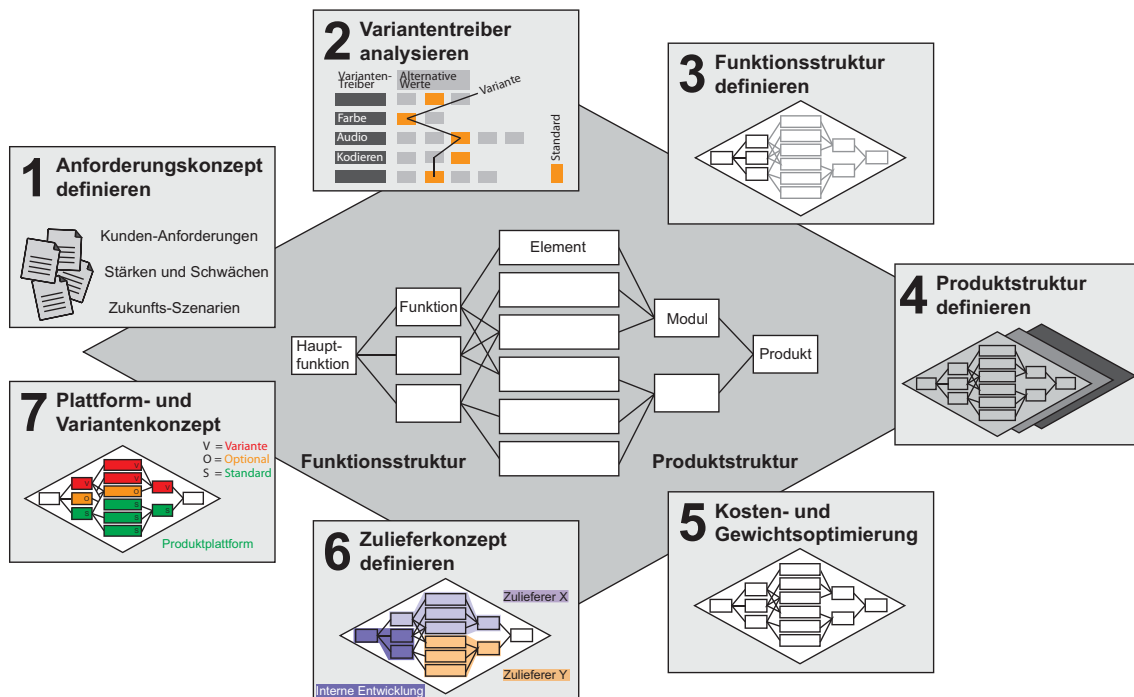 1 Anforderungskonzept
definieren
Kunden-Anforderungen
Stärken und Schwächen
Zukunfts-Szenarien
2 Variantentreiber
analysieren
Varianten-
Treiber
Alternative
Werte
Variante
Farbe
Audio
Kodieren
Standard
3 Funktionsstruktur
definieren
4 Produktstruktur
definieren
5 Kosten- und
Gewichtsoptimierung
6 Zulieferkonzept
definieren
Zulieferer X
Zulieferer Y
Interne Entwicklung
7 Plattform- und
Variantenkonzept
V = Variante
O = Optional
S = Standard
V
V
V
O
V
O
S
S
S
S
S
Produktplattform
Element
Funktion
Modul
Haupt-
funktion
Produkt
Funktionsstruktur
Produktstruktur